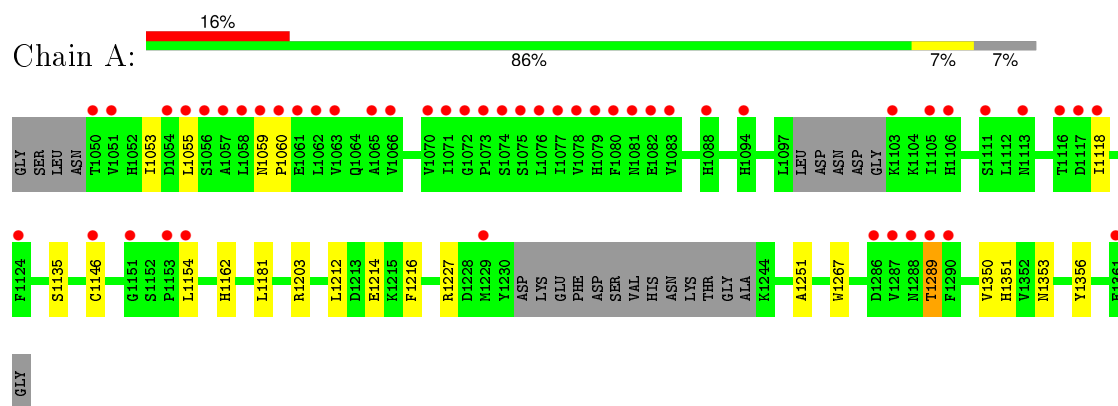 16%
Chain A:
86% 7% 7%
GLY SER LEU ASN T1050 V1051 H1052 I1053 D1054 L1055 S1056 A1057 L1058 N1059 P1060 E1061 L1062 V1063 Q1064 A1065 V1066 V1070 I1071 G1072 P1073 S1074 S1075 L1076 I1077 V1078 H1079 F1080 N1081 E1082 V1083 H1088 H1094 L1097 LEU ASP ASN ASP GLY K1103 K1104 I1105 H1106 S1111 L1112 N1113 T1116 D1117 I1118
F1124 S1135 C1146 G1151 S1152 P1153 L1154 H1162 L1181 R1203 L1212 D1213 E1214 K1215 F1216 R1227 D1228 M1229 Y1230 ASP LYS GLU PHE ASP SER VAL HIS ASN LYS THR GLY ALA K1244 A1251 W1267 D1286 V1287 N1288 T1289 F1290 V1350 H1351 V1352 N1353 Y1356 E1361
GLY